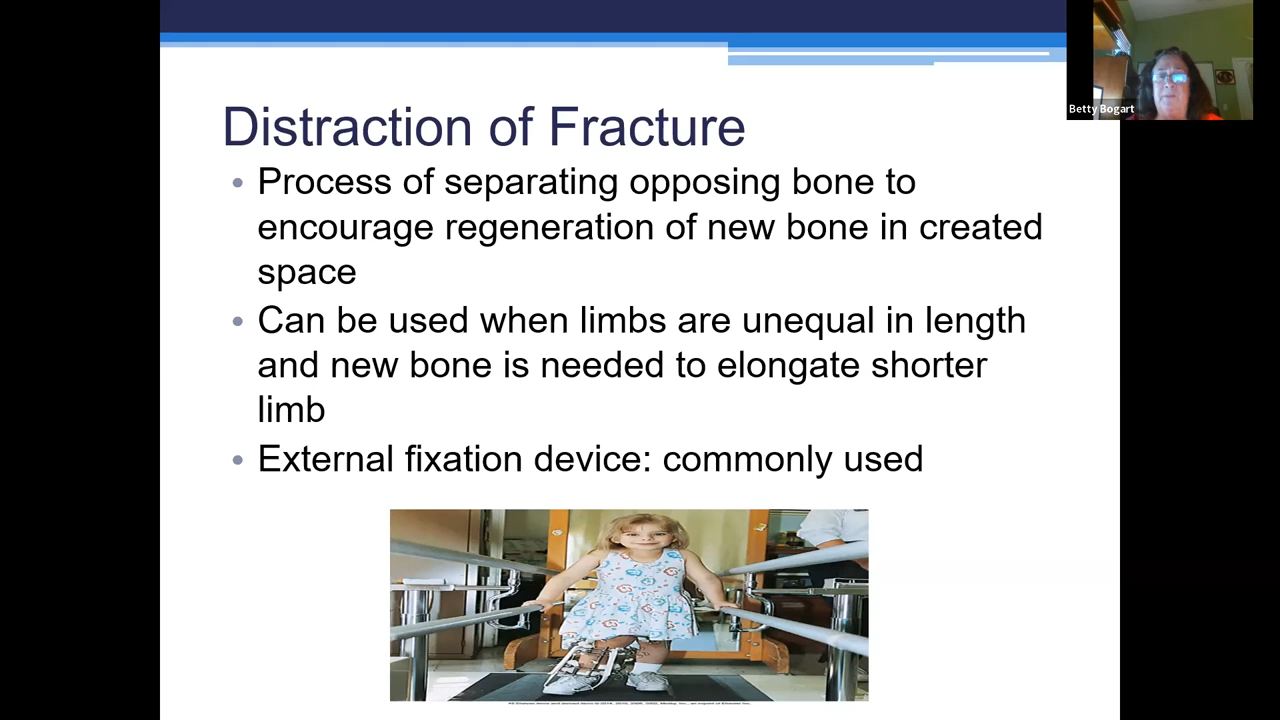 Betty Bogart
Distraction of Fracture
• Process of separating opposing bone to
encourage regeneration of new bone in created
space
• Can be used when limbs are unequal in length
and new bone is needed to elongate shorter
limb
• External fixation device: commonly used